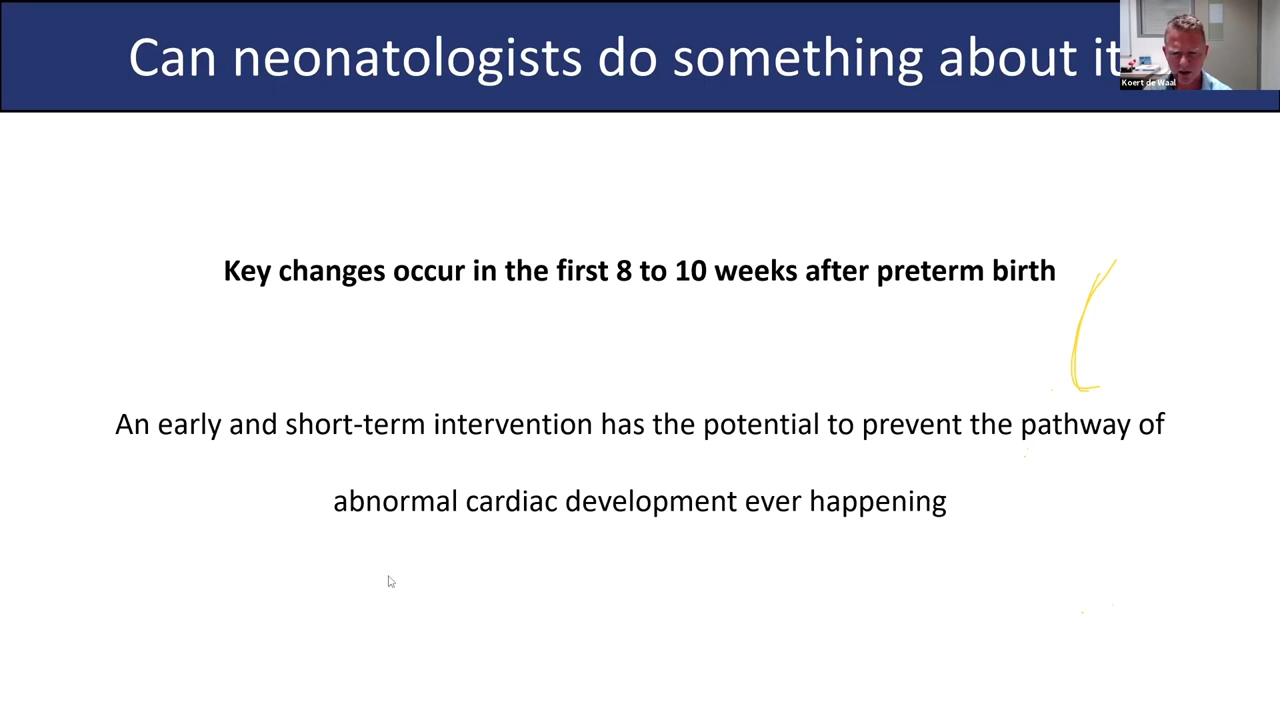 Can neonatologists do something about it
Koert de Waal
Key changes occur in the first 8 to 10 weeks after preterm birth
An early and short-term intervention has the potential to prevent the pathway of
abnormal cardiac development ever happening